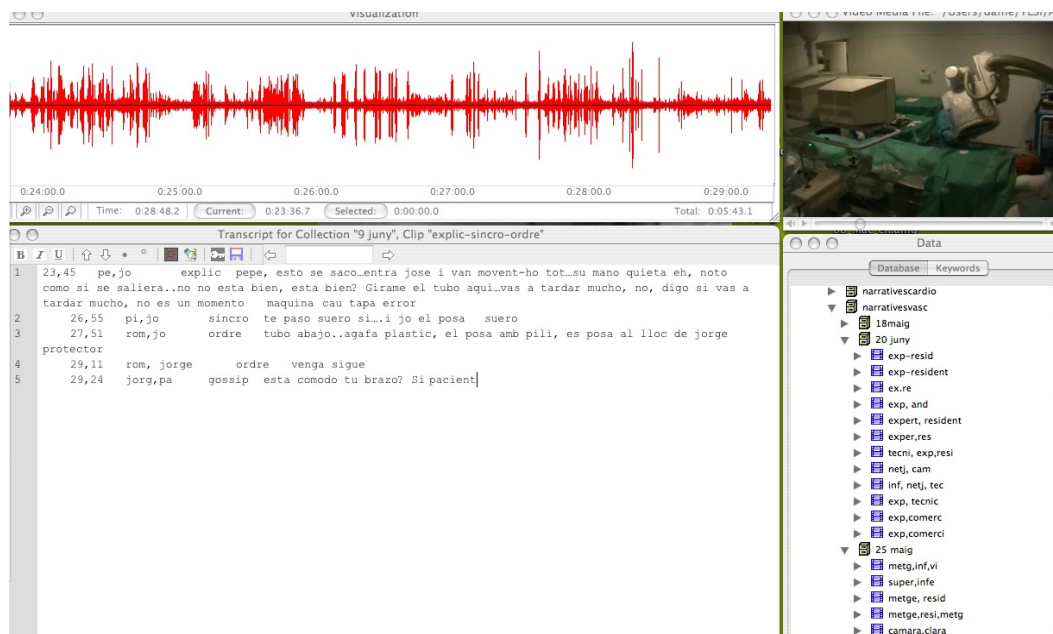 Visualization
0:24:00.0 0:25:00.0 0:26:00.0 0:27:00.0 0:28:00.0 0:29:00.0
Time: 0:28:48.2 Current: 0:23:36.7 Selected: 0:00:00.0 Total: 0:05:43.1
Transcript for Collection "9 juny", Clip "explic-sincro-ordre"
B I U
1 23,45 pe,jo explic pepe, esto se saco…entra jose i van movent-ho tot…su mano quieta eh, noto
como si se saliera..no no esta bien, esta bien? Girame el tubo aqui…vas a tardar mucho, no, digo si vas a
tardar mucho, no es un momento maquina cau tapa error
2 26,55 pi,jo sincro te paso suero si….i jo el posa suero
3 27,51 rom,jo ordre tubo abajo..agafa plastic, el posa amb pili, es posa al lloc de jorge
protector
4 29,11 rom, jorge ordre venga sigue
5 29,24 jorg,pa gossip esta comodo tu brazo? Si pacient
Video Media File:
Data
Database Keywords
narrativescardio
narrativesvasc
18maig
20 juny
exp-resid
exp-resident
ex.re
exp, and
expert, resident
exper,res
tecni, exp,resi
netj, cam
inf, netj, tec
exp, tecnic
exp,comerc
exp,comerci
25 maig
metg,inf,vi
super,infe
metge, resid
metge,resi,metg
camara,clara